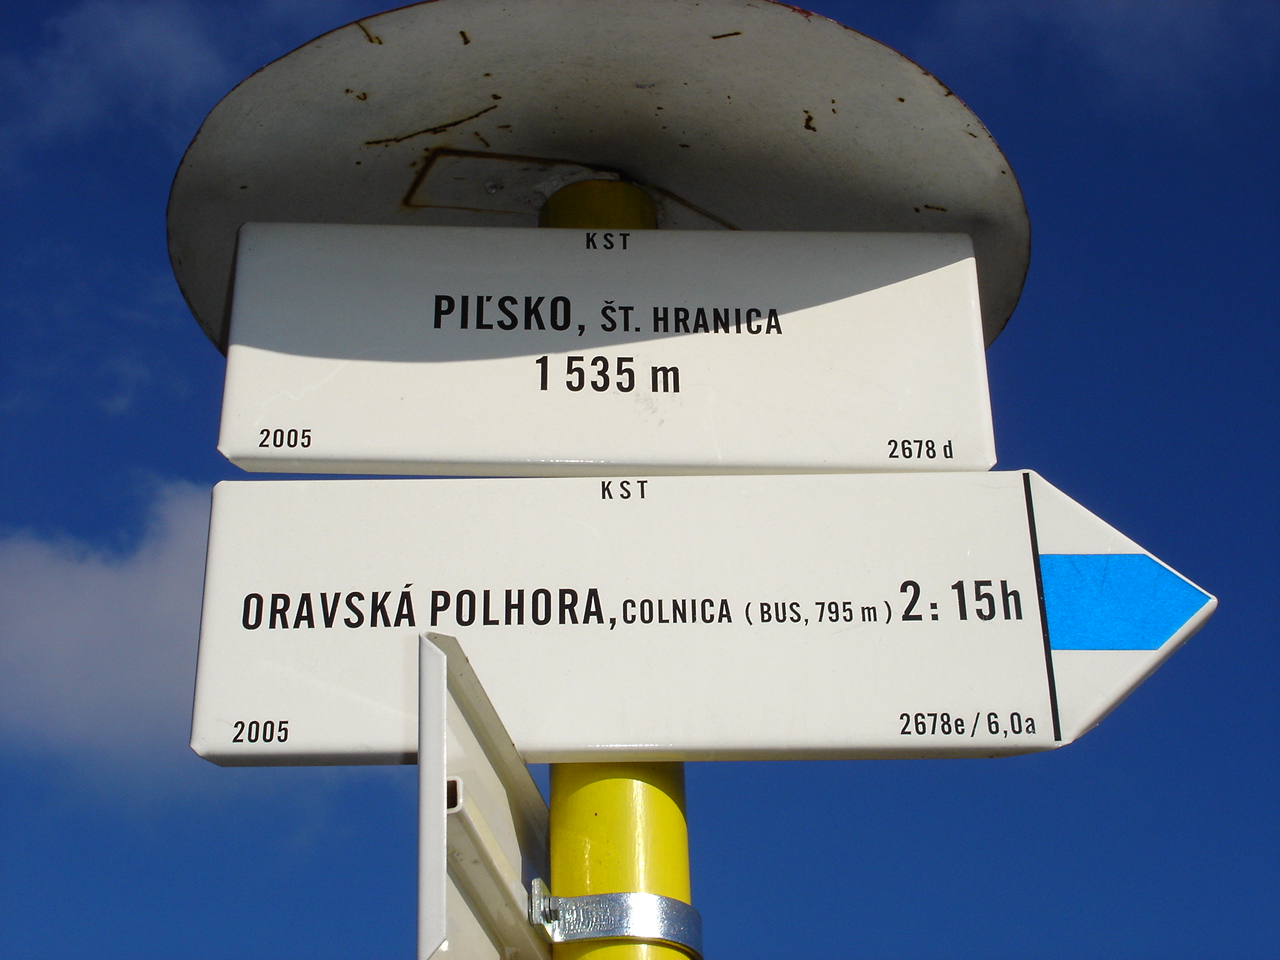 KST
PIĽSKO, ŠT. HRANICA
1 535 m
2005 2678 d
KST
ORAVSKÁ POLHORA, COLNICA (BUS, 795 m) 2:15h
2005 2678e/6,0a